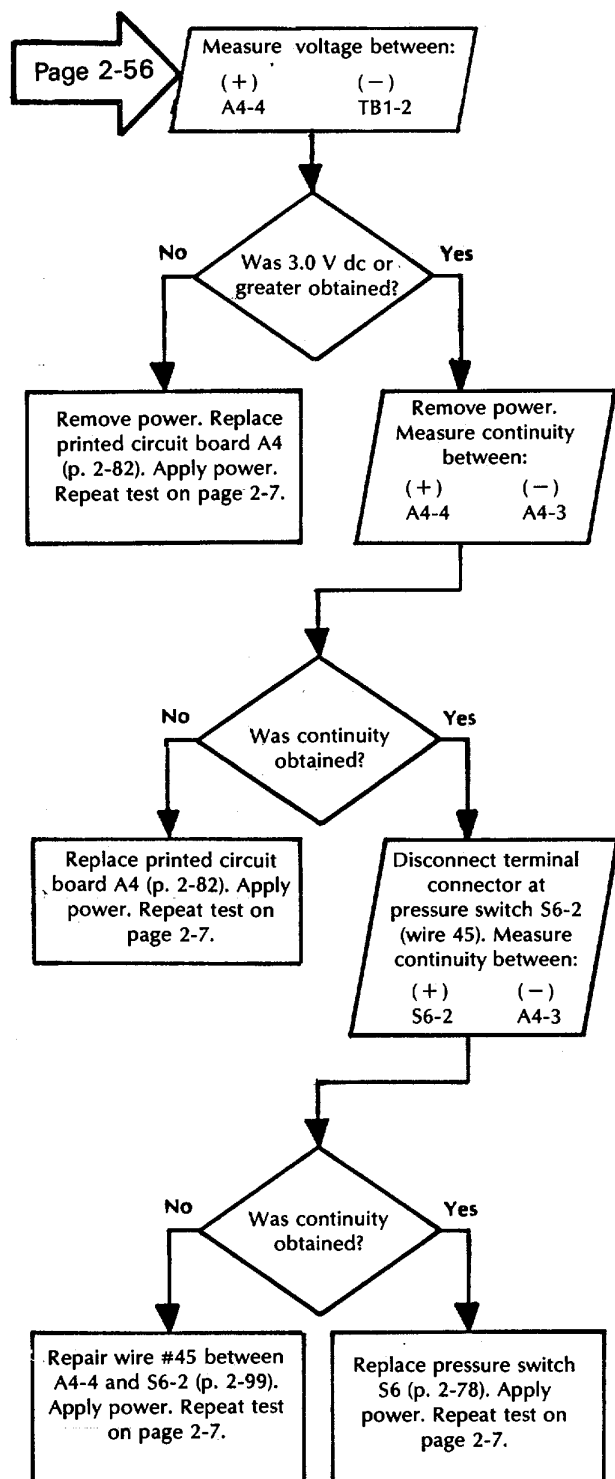 Page 2-56
Measure voltage between:
(+) (−)
A4-4 TB1-2
No
Was 3.0 V dc or
greater obtained?
Yes
Remove power. Replace
printed circuit board A4
(p. 2-82). Apply power.
Repeat test on page 2-7.
Remove power.
Measure continuity
between:
(+) (−)
A4-4 A4-3
No
Was continuity
obtained?
Yes
Replace printed circuit
board A4 (p. 2-82). Apply
power. Repeat test on
page 2-7.
Disconnect terminal
connector at
pressure switch S6-2
(wire 45). Measure
continuity between:
(+) (−)
S6-2 A4-3
No
Was continuity
obtained?
Yes
Repair wire #45 between
A4-4 and S6-2 (p. 2-99).
Apply power. Repeat test
on page 2-7.
Replace pressure switch
S6 (p. 2-78). Apply
power. Repeat test on
page 2-7.